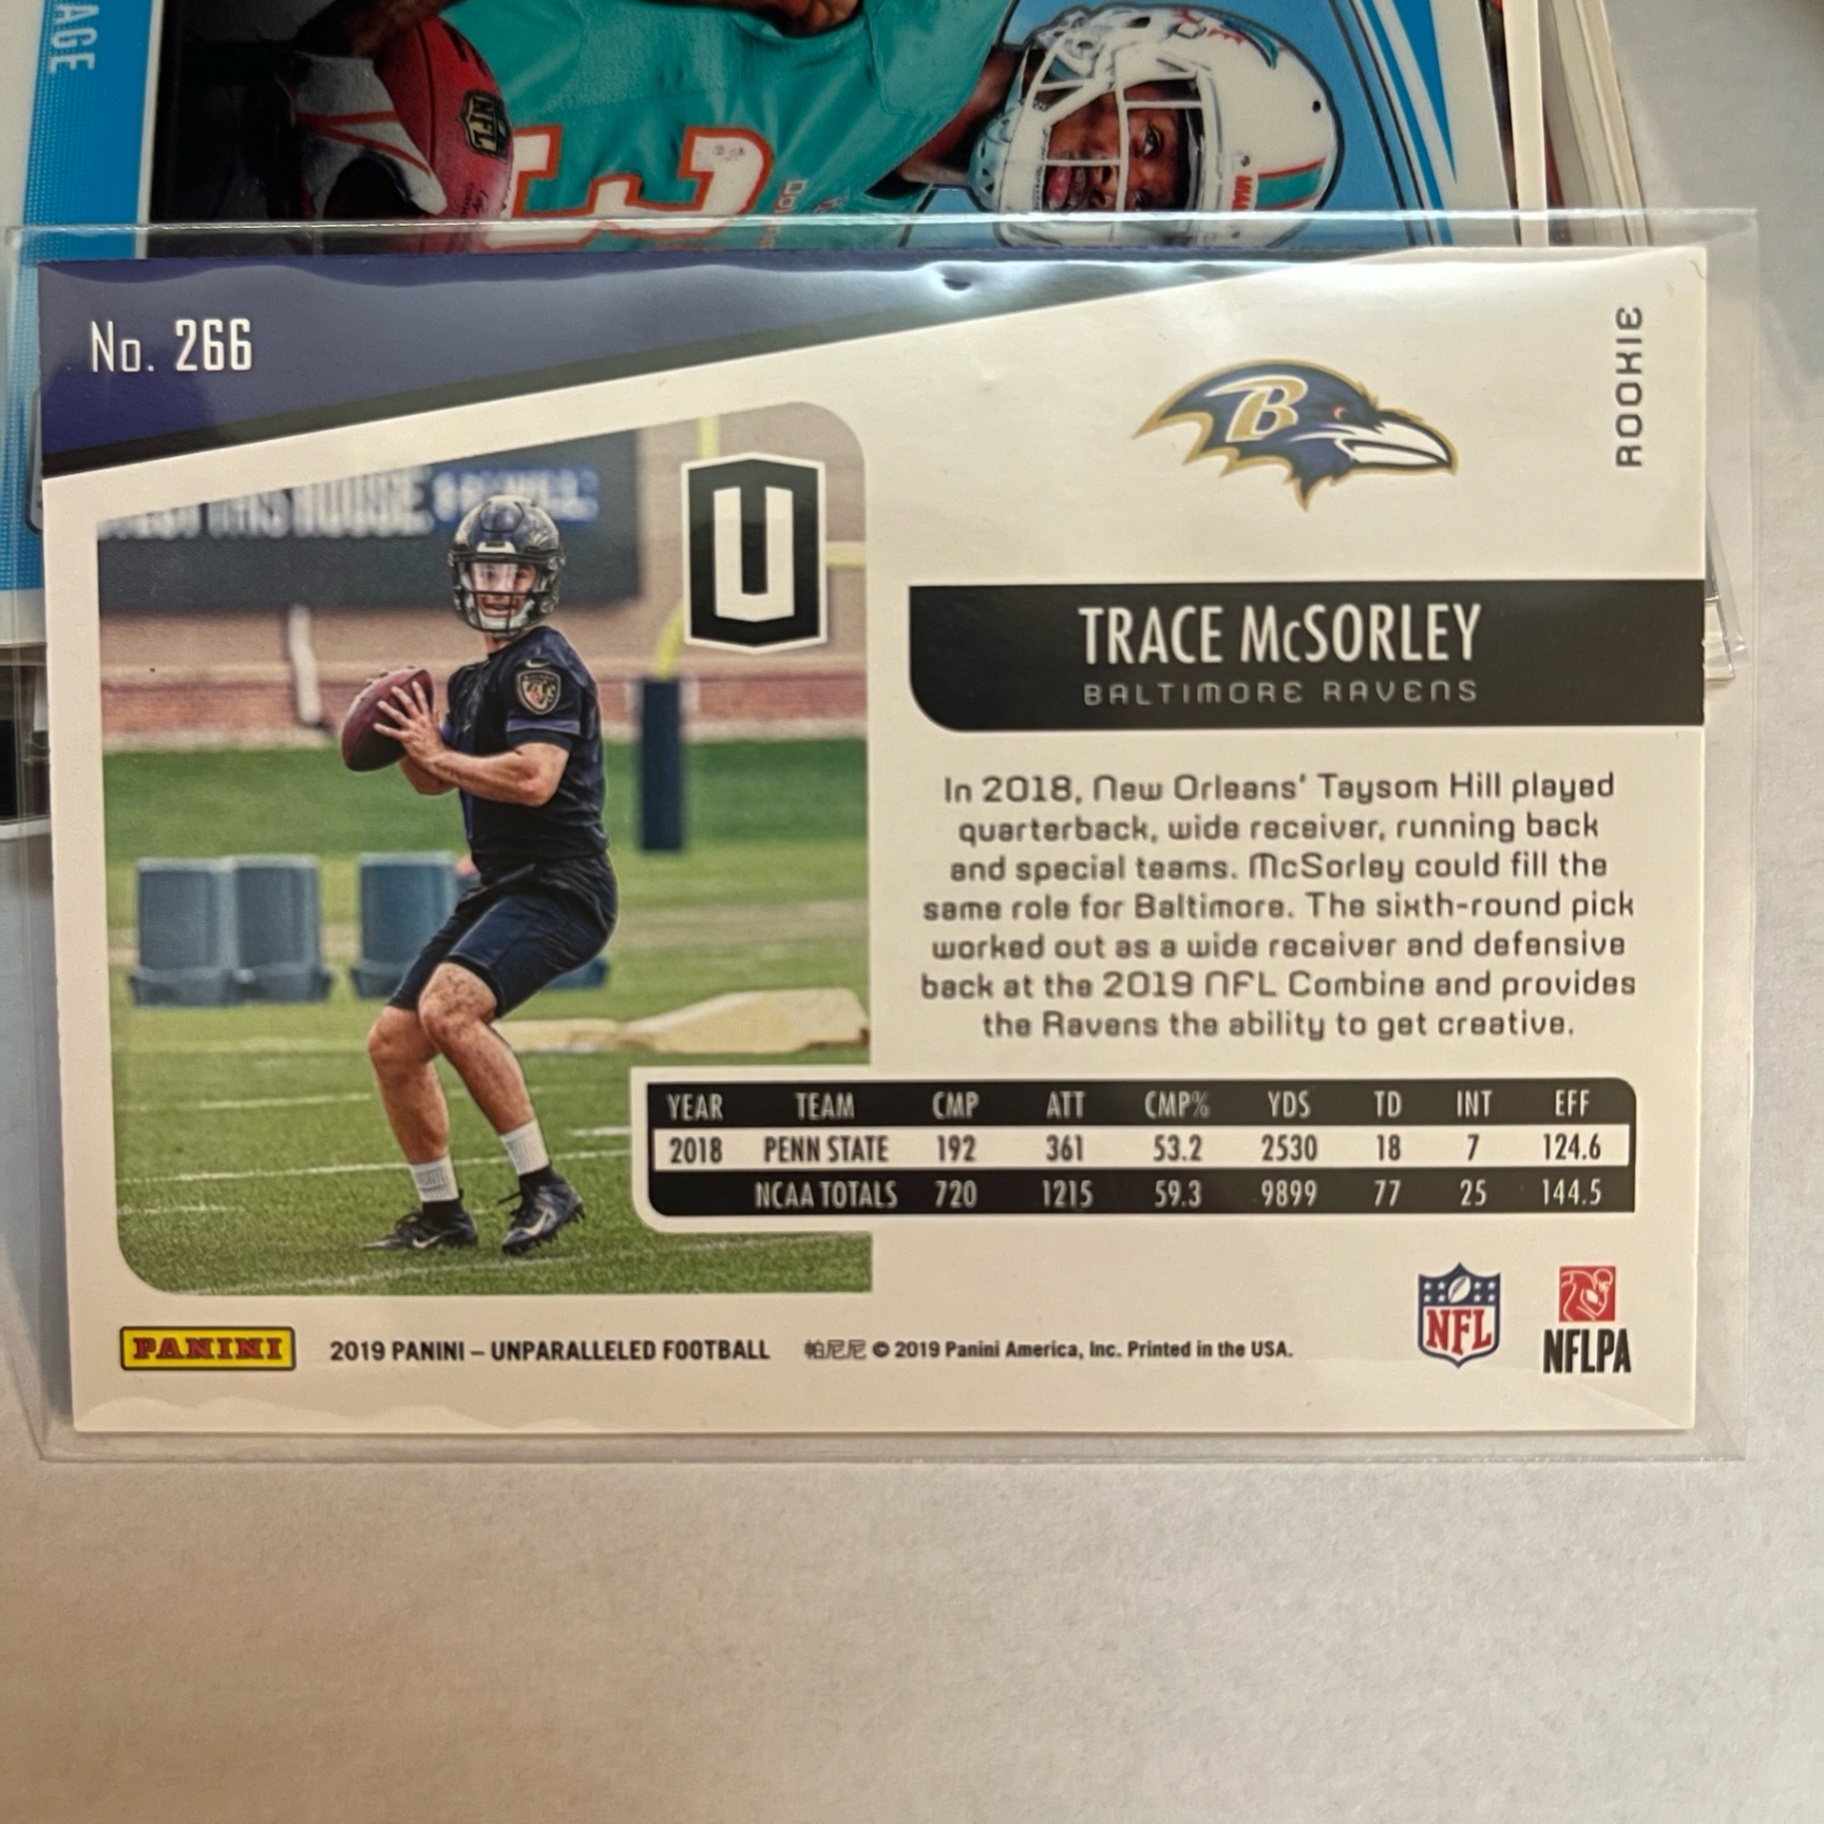 AGE
NFL
3
No. 266
ROOKIE
B
U
TRACE McSORLEY
BALTIMORE RAVENS
In 2018, New Orleans' Taysom Hill played
quarterback, wide receiver, running back
and special teams. McSorley could fill the
same role for Baltimore. The sixth-round pick
worked out as a wide receiver and defensive
back at the 2019 NFL Combine and provides
the Ravens the ability to get creative.
YEAR TEAM CMP ATT CMP% YDS TD INT EFF
2018 PENN STATE 192 361 53.2 2530 18 7 124.6
NCAA TOTALS 720 1215 59.3 9899 77 25 144.5
PANINI
2019 PANINI – UNPARALLELED FOOTBALL 帕尼尼 © 2019 Panini America, Inc. Printed in the USA.
NFL
NFLPA